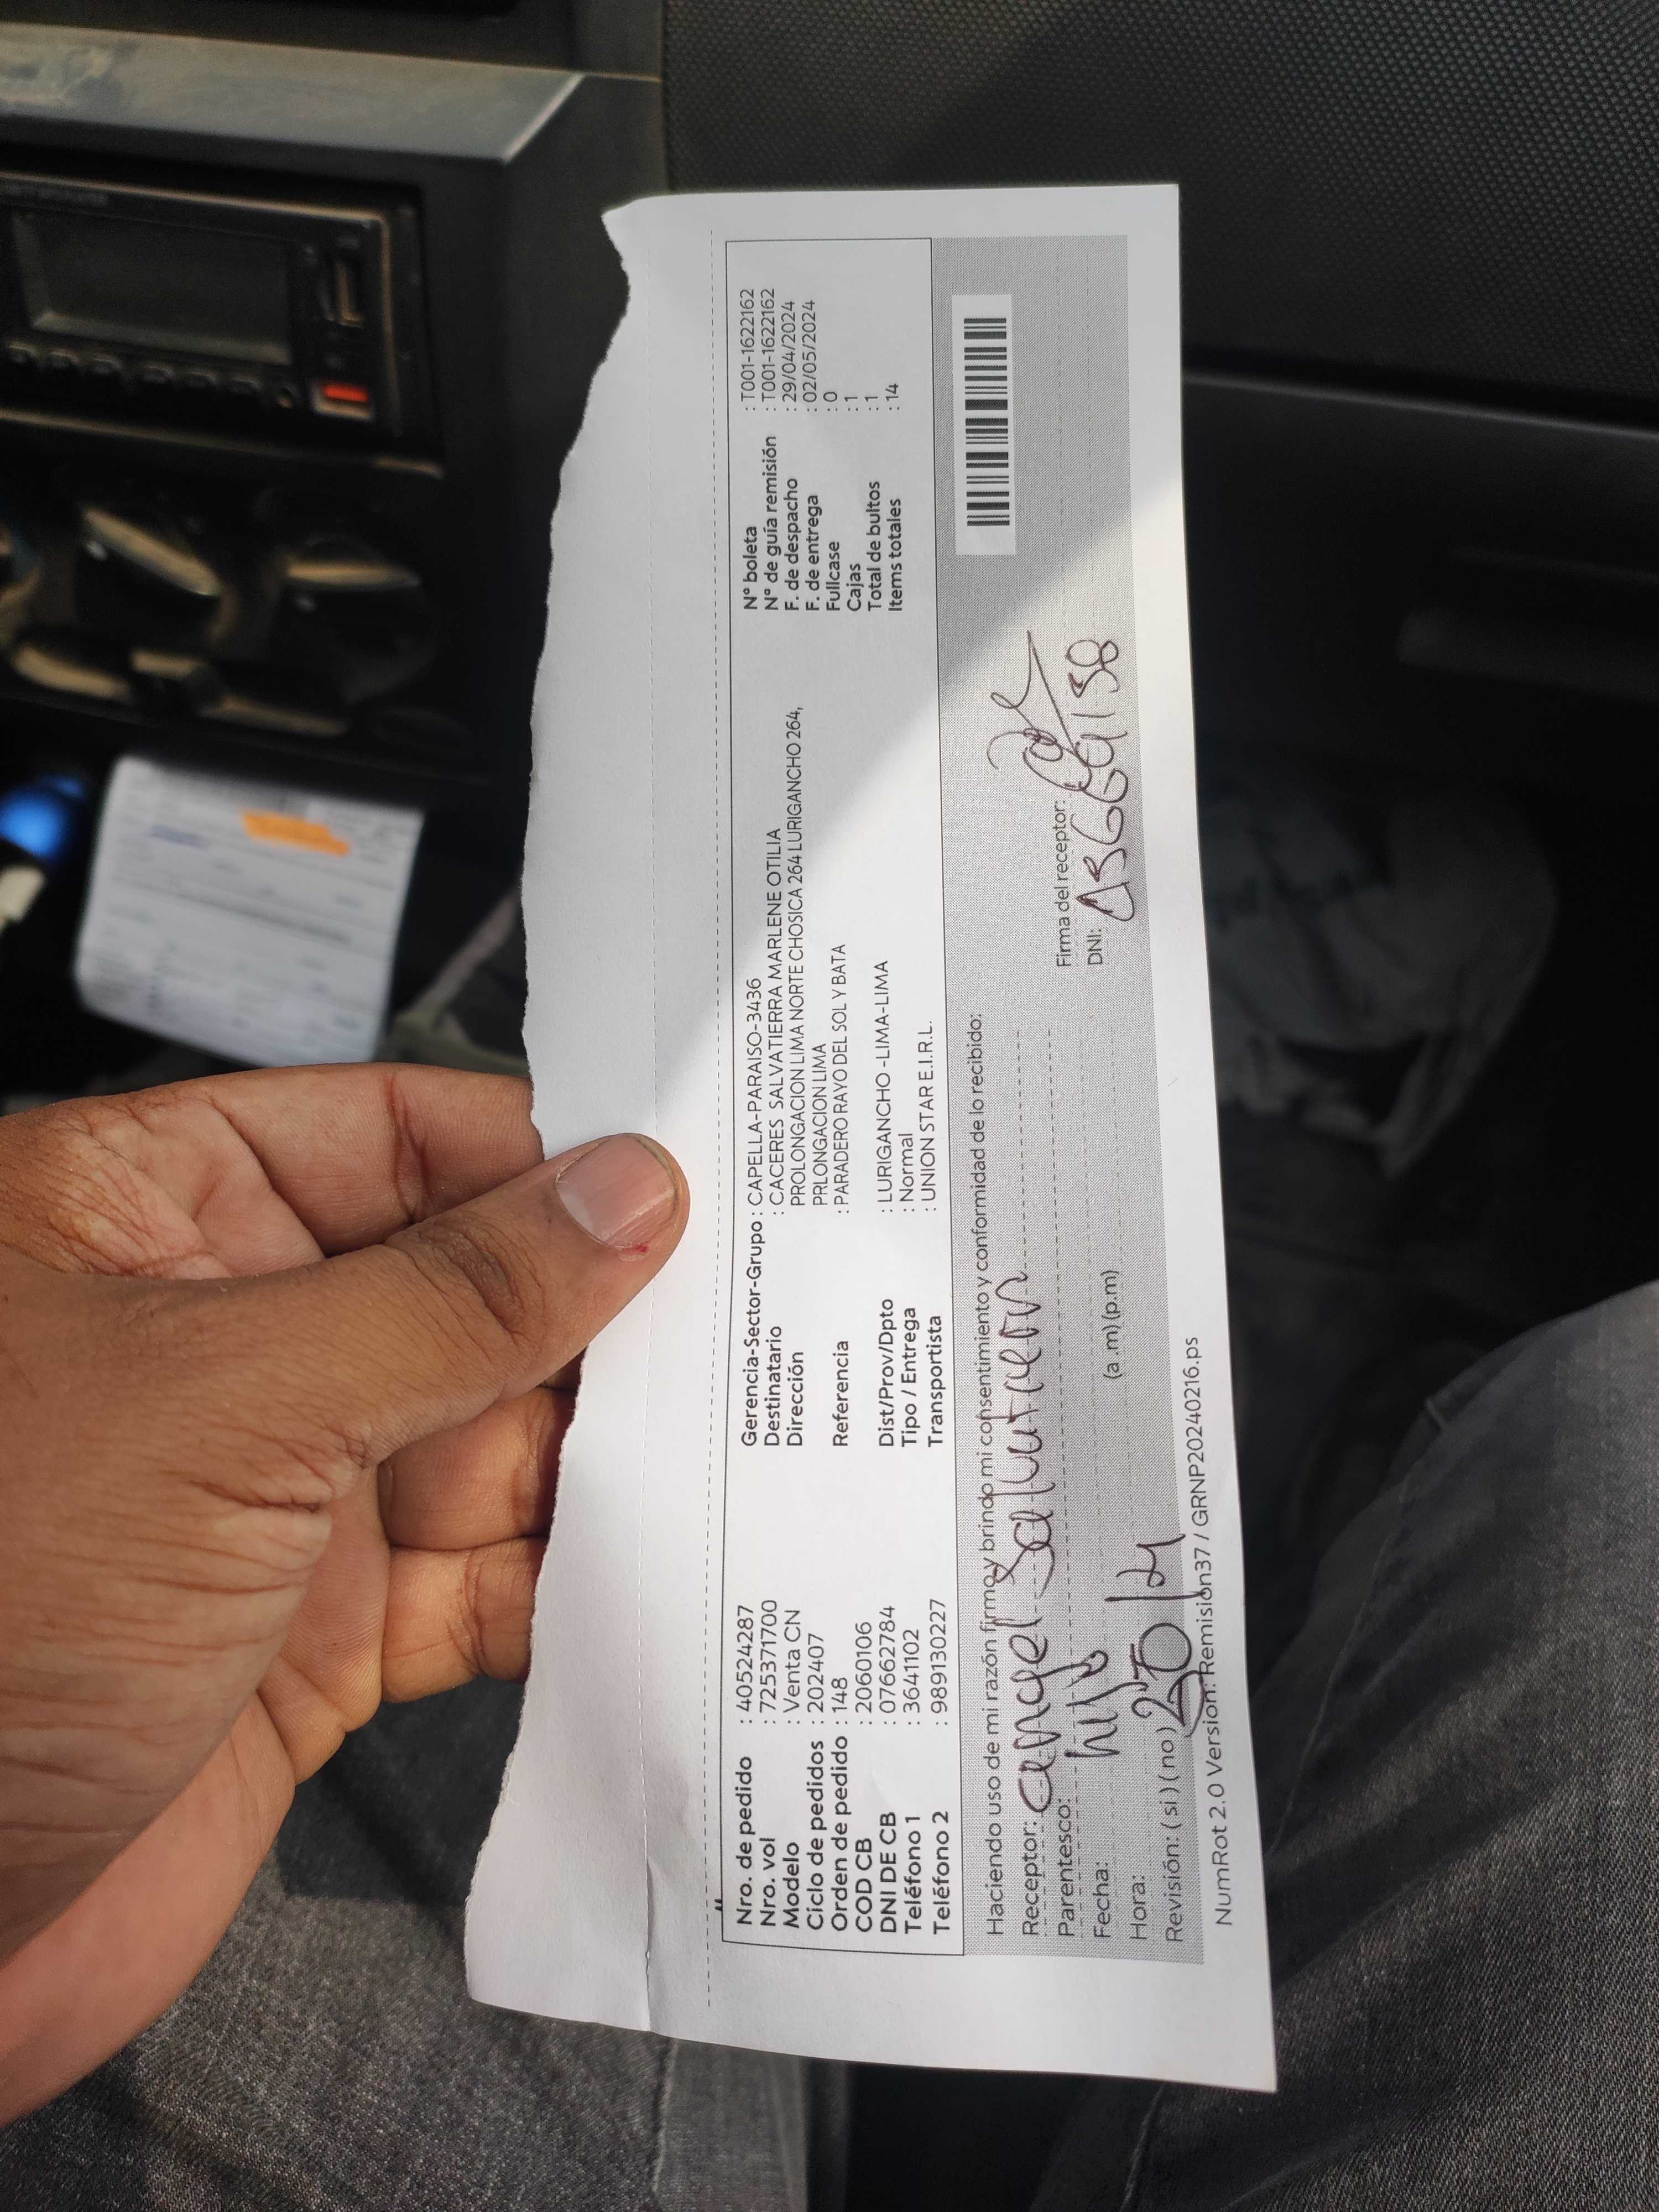 Nro. de pedido : 40524287
Nro. vol : 725371700
Modelo : Venta CN
Ciclo de pedidos : 202407
Orden de pedido : 148
COD CB : 2060106
DNI DE CB : 07662784
Teléfono 1 : 3641102
Teléfono 2 : 989130227
Gerencia-Sector-Grupo : CAPELLA-PARAISO-3436
Destinatario : CACERES SALVATIERRA MARLENE OTILIA
Dirección PROLONGACION LIMA NORTE CHOSICA 264 LURIGANCHO 264,
PRLONGACION LIMA
Referencia : PARADERO RAYO DEL SOL Y BATA
Dist/Prov/Dpto : LURIGANCHO -LIMA-LIMA
Tipo / Entrega : Normal
Transportista : UNION STAR E.I.R.L.
N° boleta : T001-1622162
N° de guía remisión : T001-1622162
F. de despacho : 29/04/2024
F. de entrega : 02/05/2024
Fullcase : 0
Cajas : 1
Total de bultos : 1
Items totales : 14
Haciendo uso de mi razón firmo y brindo mi consentimiento y conformidad de lo recibido:
Receptor: angel
Parentesco: hijo
Fecha:
Hora: (a .m) (p.m)
Revisión: ( si ) ( no )
Firma del receptor:
DNI:
NumRot 2.0 Version: Remision37 / GRNP20240216.ps